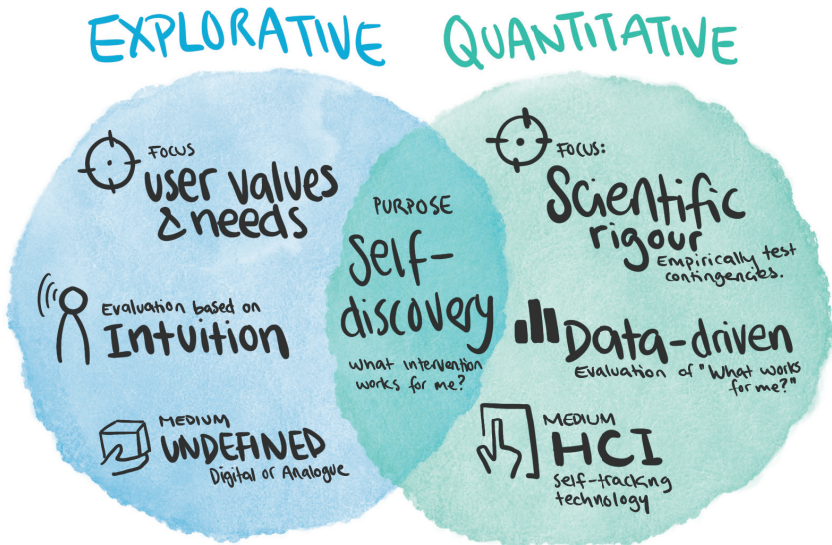 EXPLORATIVE
QUANTITATIVE
FOCUS
user values
& needs
Evaluation based on
Intuition
MEDIUM
UNDEFINED
Digital or Analogue
PURPOSE
Self-
discovery
What intervention
works for me?
FOCUS:
Scientific
rigour
Empirically test
contingencies.
Data-driven
Evaluation of "What works
for me?"
MEDIUM
HCI
Self-tracking
technology